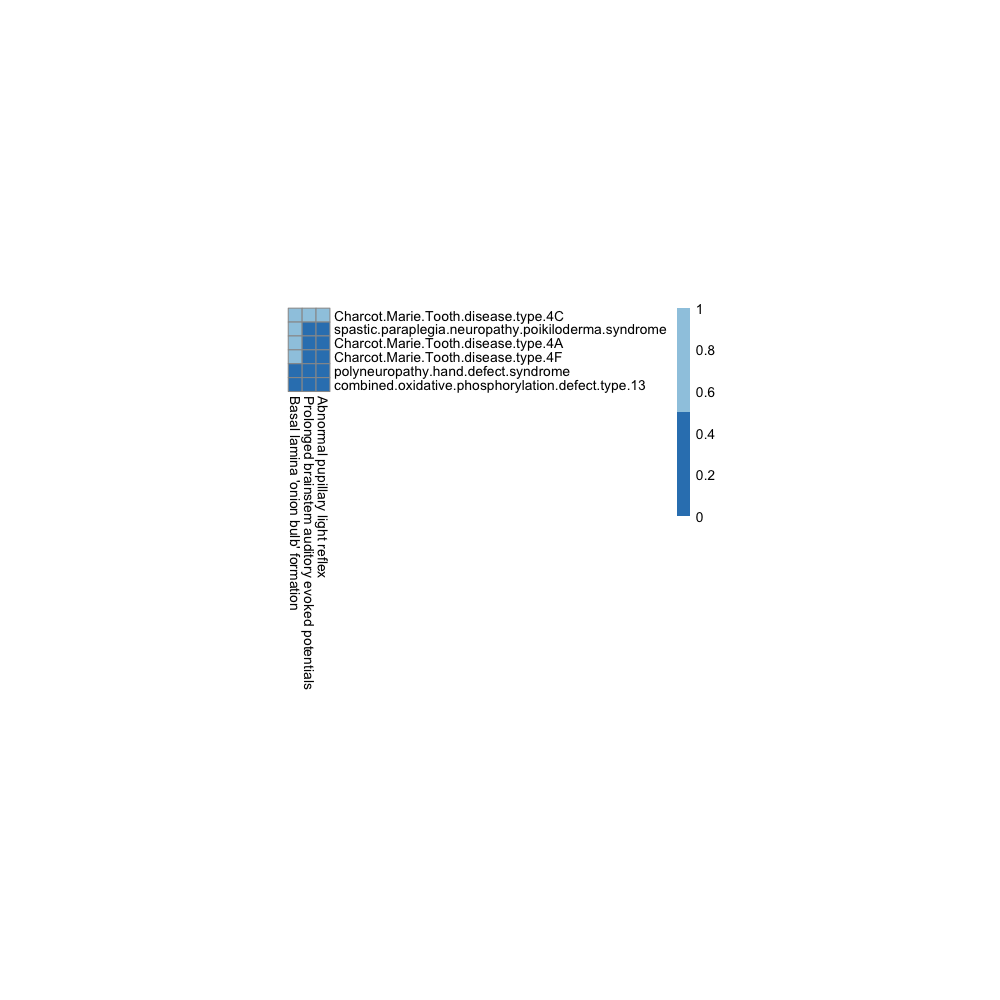 Charcot.Marie.Tooth.disease.type.4C
spastic.paraplegia.neuropathy.poikiloderma.syndrome
Charcot.Marie.Tooth.disease.type.4A
Charcot.Marie.Tooth.disease.type.4F
polyneuropathy.hand.defect.syndrome
combined.oxidative.phosphorylation.defect.type.13
1
0.8
0.6
0.4
0.2
0
Basal lamina 'onion bulb' formation
Prolonged brainstem auditory evoked potentials
Abnormal pupillary light reflex